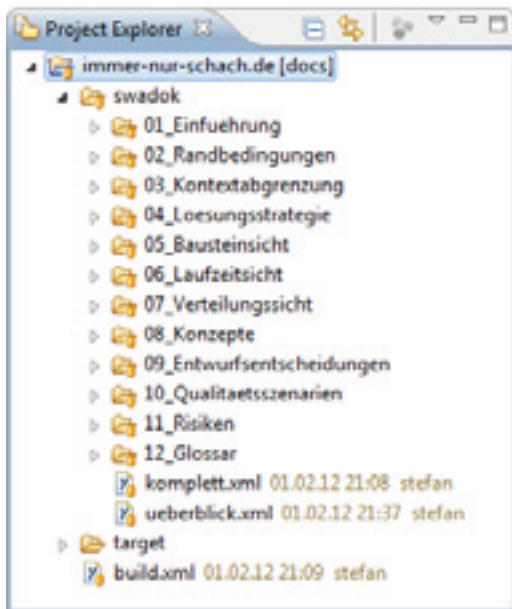 Project Explorer
immer-nur-schach.de [docs]
swadok
01_Einfuehrung
02_Randbedingungen
03_Kontextabgrenzung
04_Loesungsstrategie
05_Bausteinsicht
06_Laufzeitsicht
07_Verteilungssicht
08_Konzepte
09_Entwurfsentscheidungen
10_Qualitaetsszenarien
11_Risiken
12_Glossar
komplett.xml 01.02.12 21:08 stefan
ueberblick.xml 01.02.12 21:37 stefan
target
build.xml 01.02.12 21:09 stefan